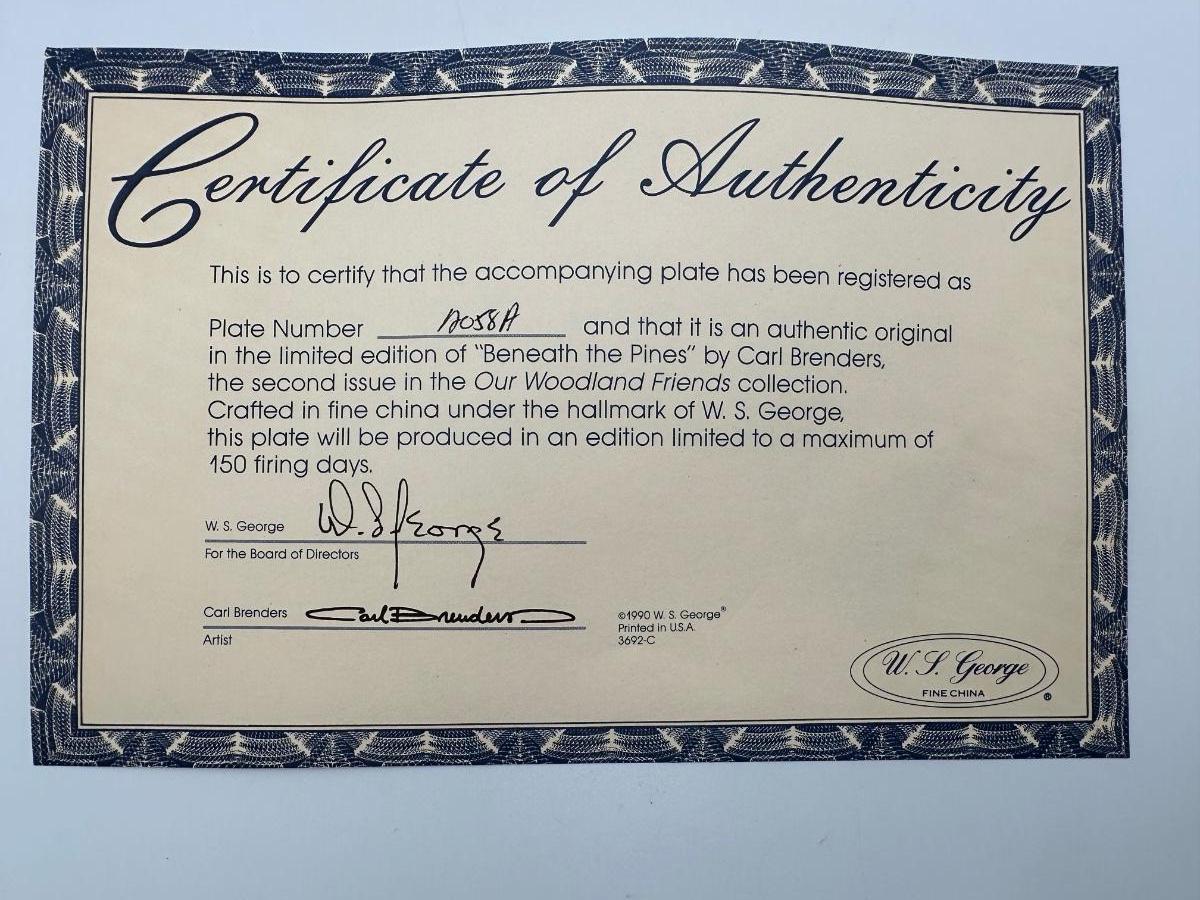 Certificate of Authenticity
This is to certify that the accompanying plate has been registered as
Plate Number and that it is an authentic original
in the limited edition of "Beneath the Pines" by Carl Brenders,
the second issue in the Our Woodland Friends collection.
Crafted in fine china under the hallmark of W. S. George,
this plate will be produced in an edition limited to a maximum of
150 firing days.
W. S. George W. S. George
For the Board of Directors
Carl Brenders Carl Brenders
Artist
©1990 W. S. George®
Printed in U.S.A.
3692-C
W. S. George
FINE CHINA ®